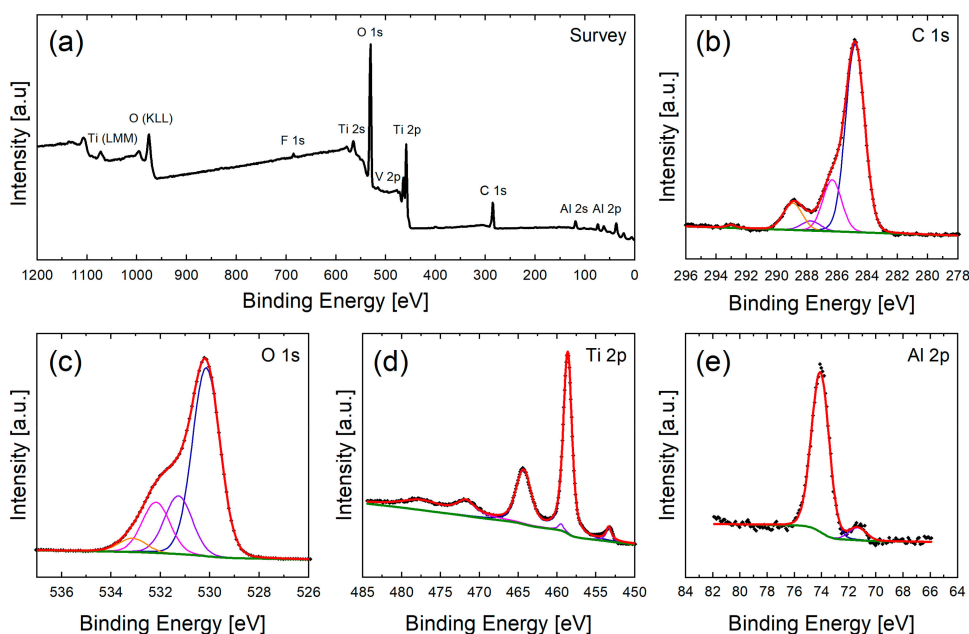 (a)
Survey
O 1s
O (KLL)
Ti (LMM)
F 1s
Ti 2s
Ti 2p
V 2p
C 1s
Al 2s Al 2p
Intensity [a.u]
1200 1100 1000 900 800 700 600 500 400 300 200 100 0
Binding Energy [eV]
(b)
C 1s
Intensity [a.u.]
296 294 292 290 288 286 284 282 280 278
Binding Energy [eV]
(c)
O 1s
Intensity [a.u.]
536 534 532 530 528 526
Binding Energy [eV]
(d)
Ti 2p
Intensity [a.u.]
485 480 475 470 465 460 455 450
Binding Energy [eV]
(e)
Al 2p
Intensity [a.u.]
84 82 80 78 76 74 72 70 68 66 64
Binding Energy [eV]